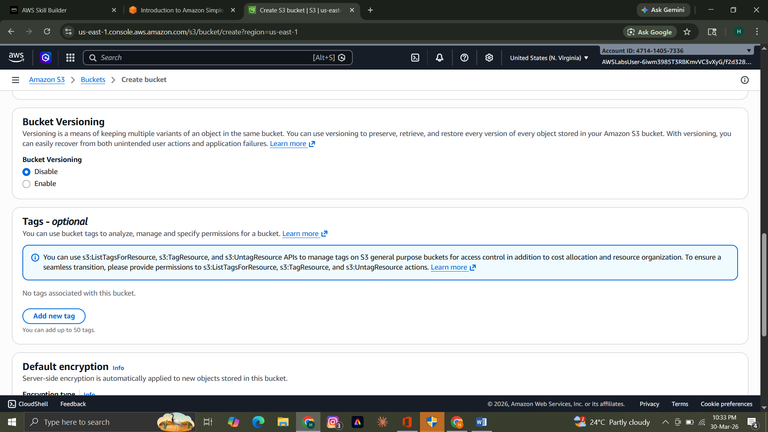 AWS Skill Builder
Introduction to Amazon Simple
Create S3 bucket | S3 | us-east-
Ask Gemini
us-east-1.console.aws.amazon.com/s3/bucket/create?region=us-east-1
Ask Google
H
aws
Search
[Alt+S]
United States (N. Virginia)
Account ID: 4714-1405-7336
Amazon S3
Buckets
Create bucket
Bucket Versioning
Versioning is a means of keeping multiple variants of an object in the same bucket. You can use versioning to preserve, retrieve, and restore every version of every object stored in your Amazon S3 bucket. With versioning, you
can easily recover from both unintended user actions and application failures. Learn more
Bucket Versioning
Disable
Enable
Tags - optional
You can use bucket tags to analyze, manage and specify permissions for a bucket. Learn more
You can use s3:ListTagsForResource, s3:TagResource, and s3:UntagResource APIs to manage tags on S3 general purpose buckets for access control in addition to cost allocation and resource organization. To ensure a
seamless transition, please provide permissions to s3:ListTagsForResource, s3:TagResource, and s3:UntagResource actions. Learn more
No tags associated with this bucket.
Add new tag
You can add up to 50 tags.
Default encryption Info
Server-side encryption is automatically applied to new objects stored in this bucket.
Encryption type Info
CloudShell
Feedback
© 2026, Amazon Web Services, Inc. or its affiliates.
Privacy
Terms
Cookie preferences
Type here to search
24°C Partly cloudy
10:33 PM
30-Mar-26